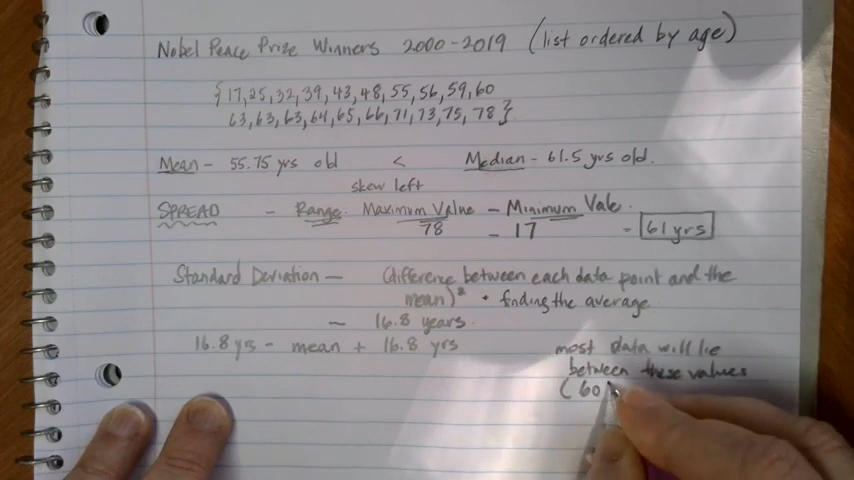 Nobel Peace Prize Winners 2000-2019 (list ordered by age)
{17,25,32,39,43,48,55,56,59,60
63,63,63,64,65,66,71,73,75,78}
Mean - 55.75 yrs old < Median - 61.5 yrs old.
skew left
SPREAD - Range: Maximum Value - Minimum Vale.
78 - 17 = 61 yrs
Standard Deviation - (difference between each data point and the
mean)² • finding the average
~ 16.8 years.
16.8 yrs - mean + 16.8 yrs most data will lie
between these values
(60